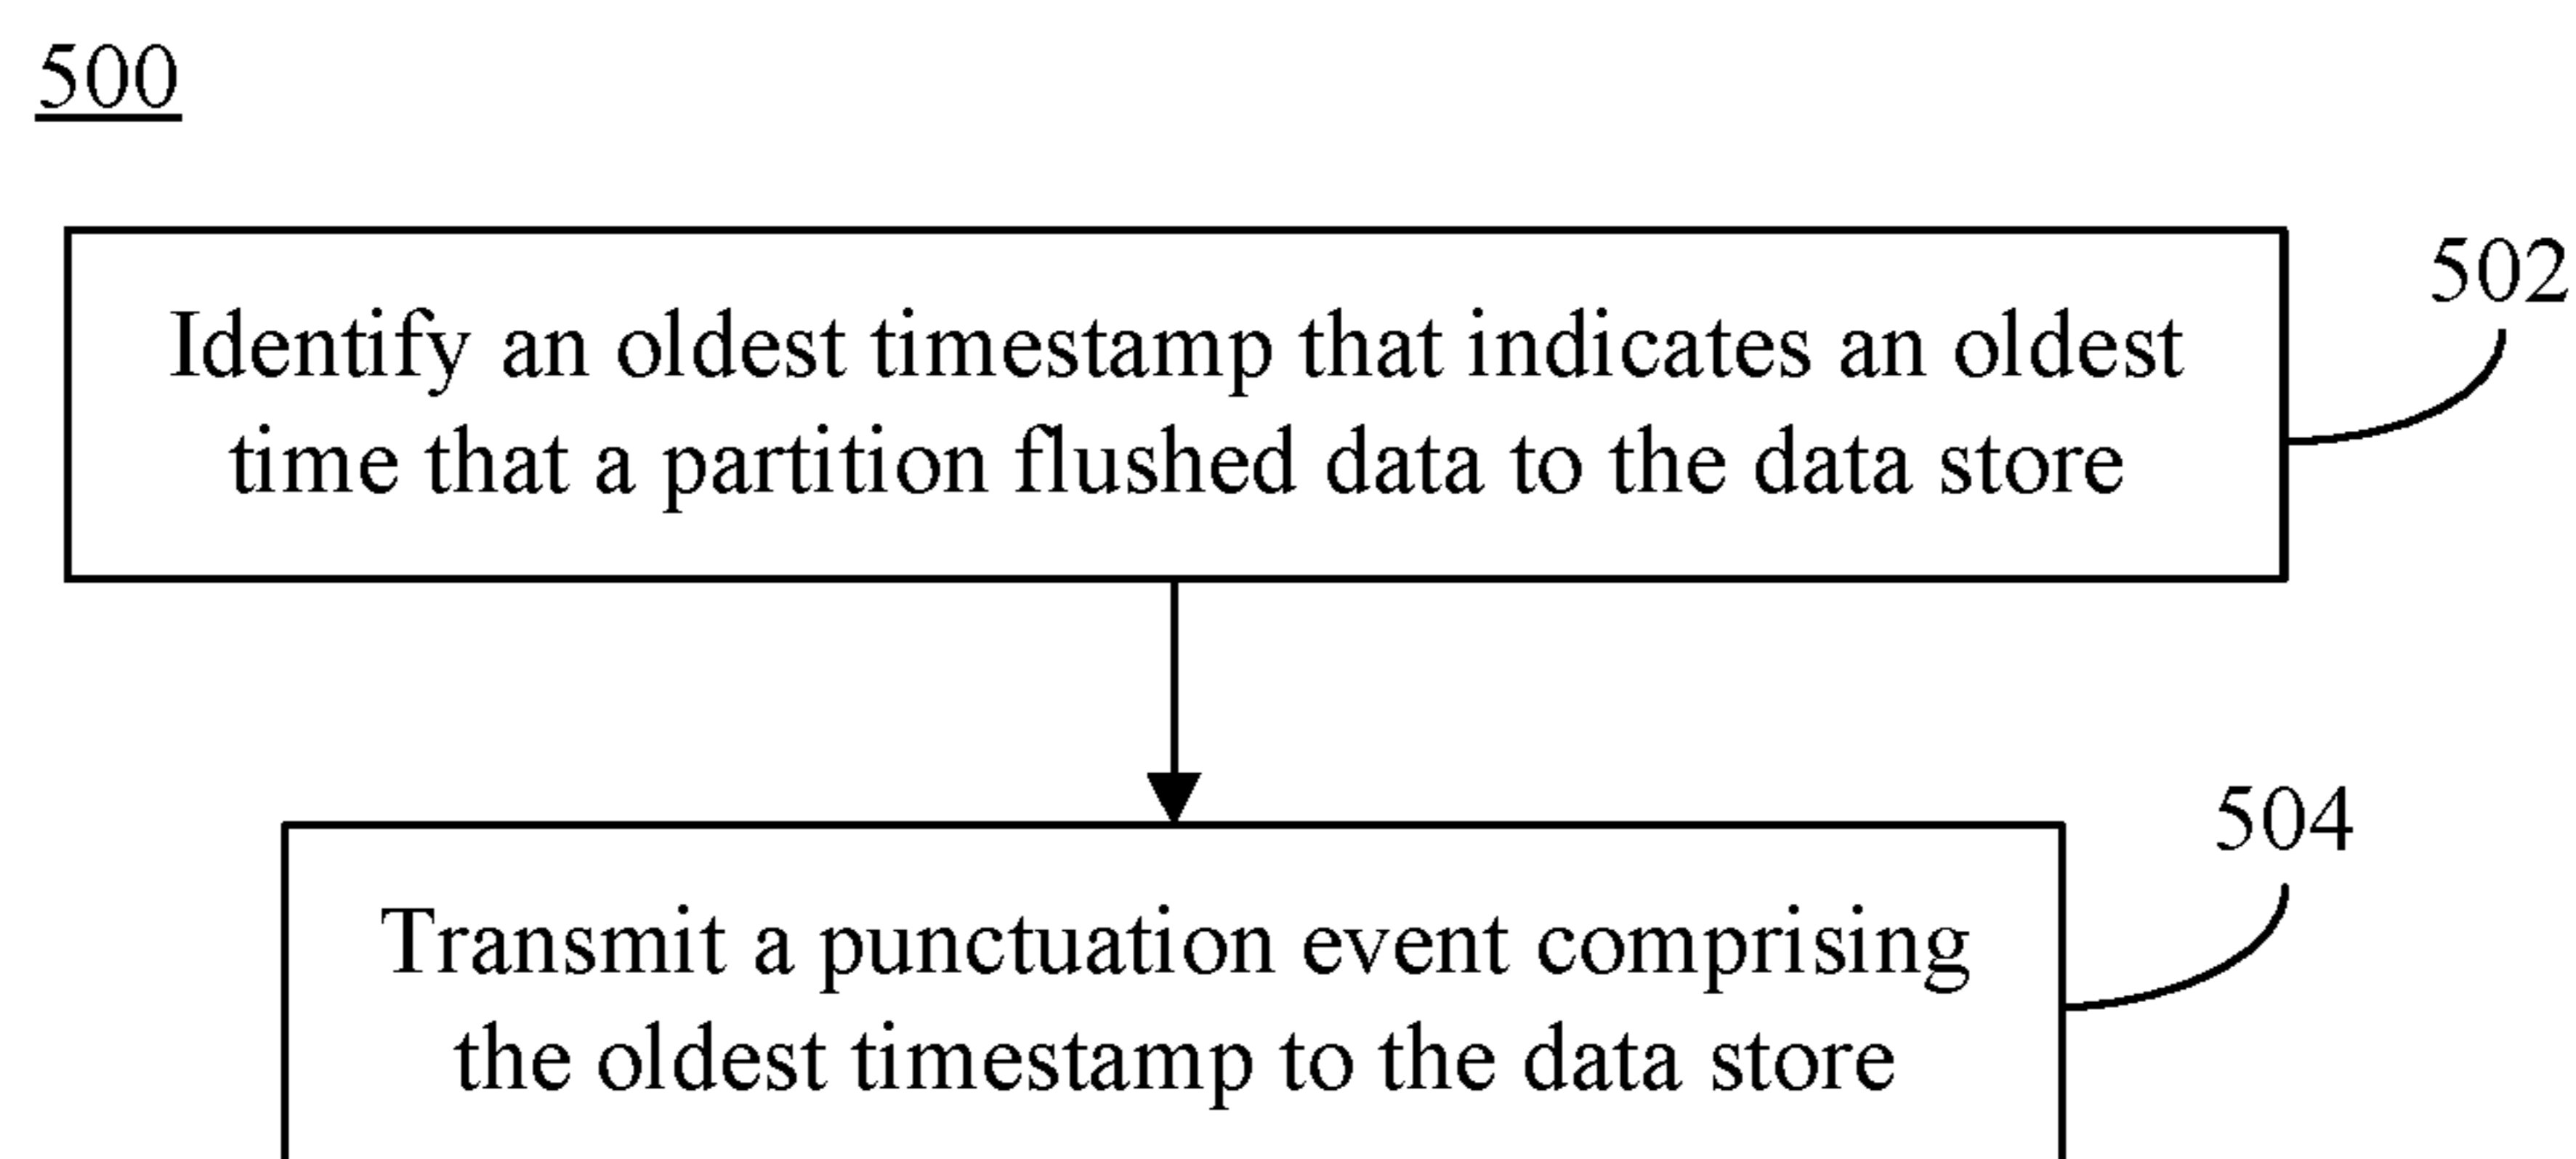 500
502
Identify an oldest timestamp that indicates an oldest
time that a partition flushed data to the data store
504
Transmit a punctuation event comprising
the oldest timestamp to the data store